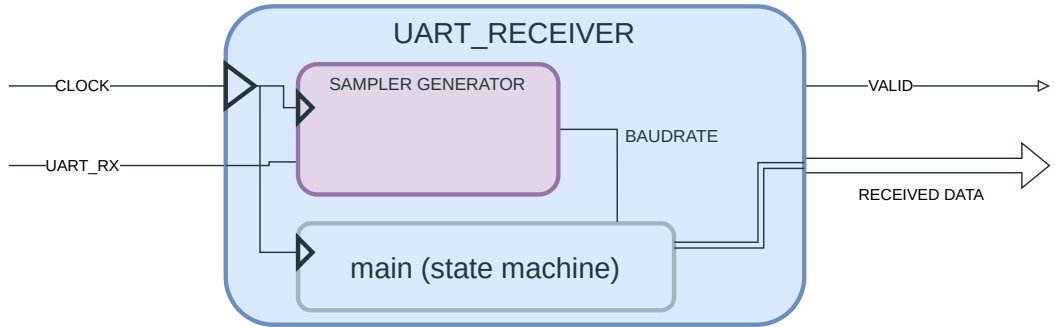 UART_RECEIVER
SAMPLER GENERATOR
CLOCK
VALID
BAUDRATE
UART_RX
RECEIVED DATA
main (state machine)